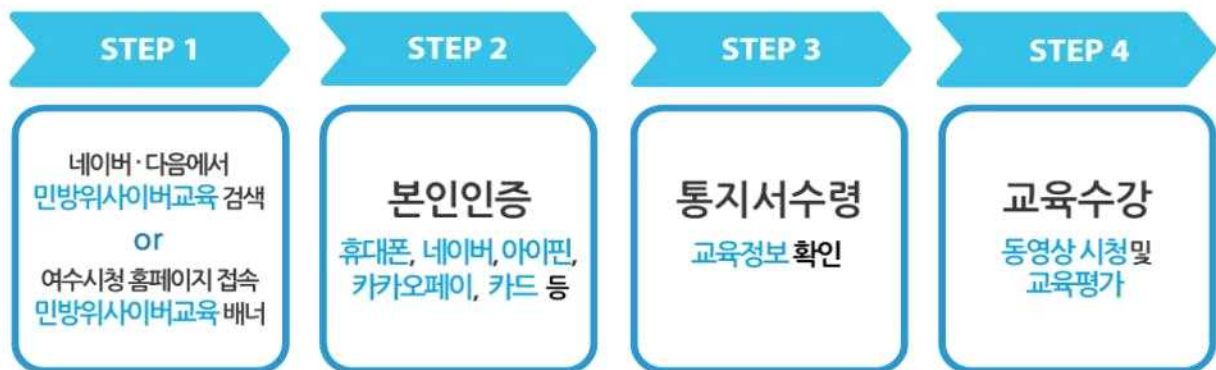 STEP 1
네이버·다음에서
민방위사이버교육 검색
or
여수시청 홈페이지 접속
민방위사이버교육 배너
STEP 2
본인인증
휴대폰, 네이버, 아이핀,
카카오페이, 카드 등
STEP 3
통지서수령
교육정보 확인
STEP 4
교육수강
동영상 시청 및
교육평가